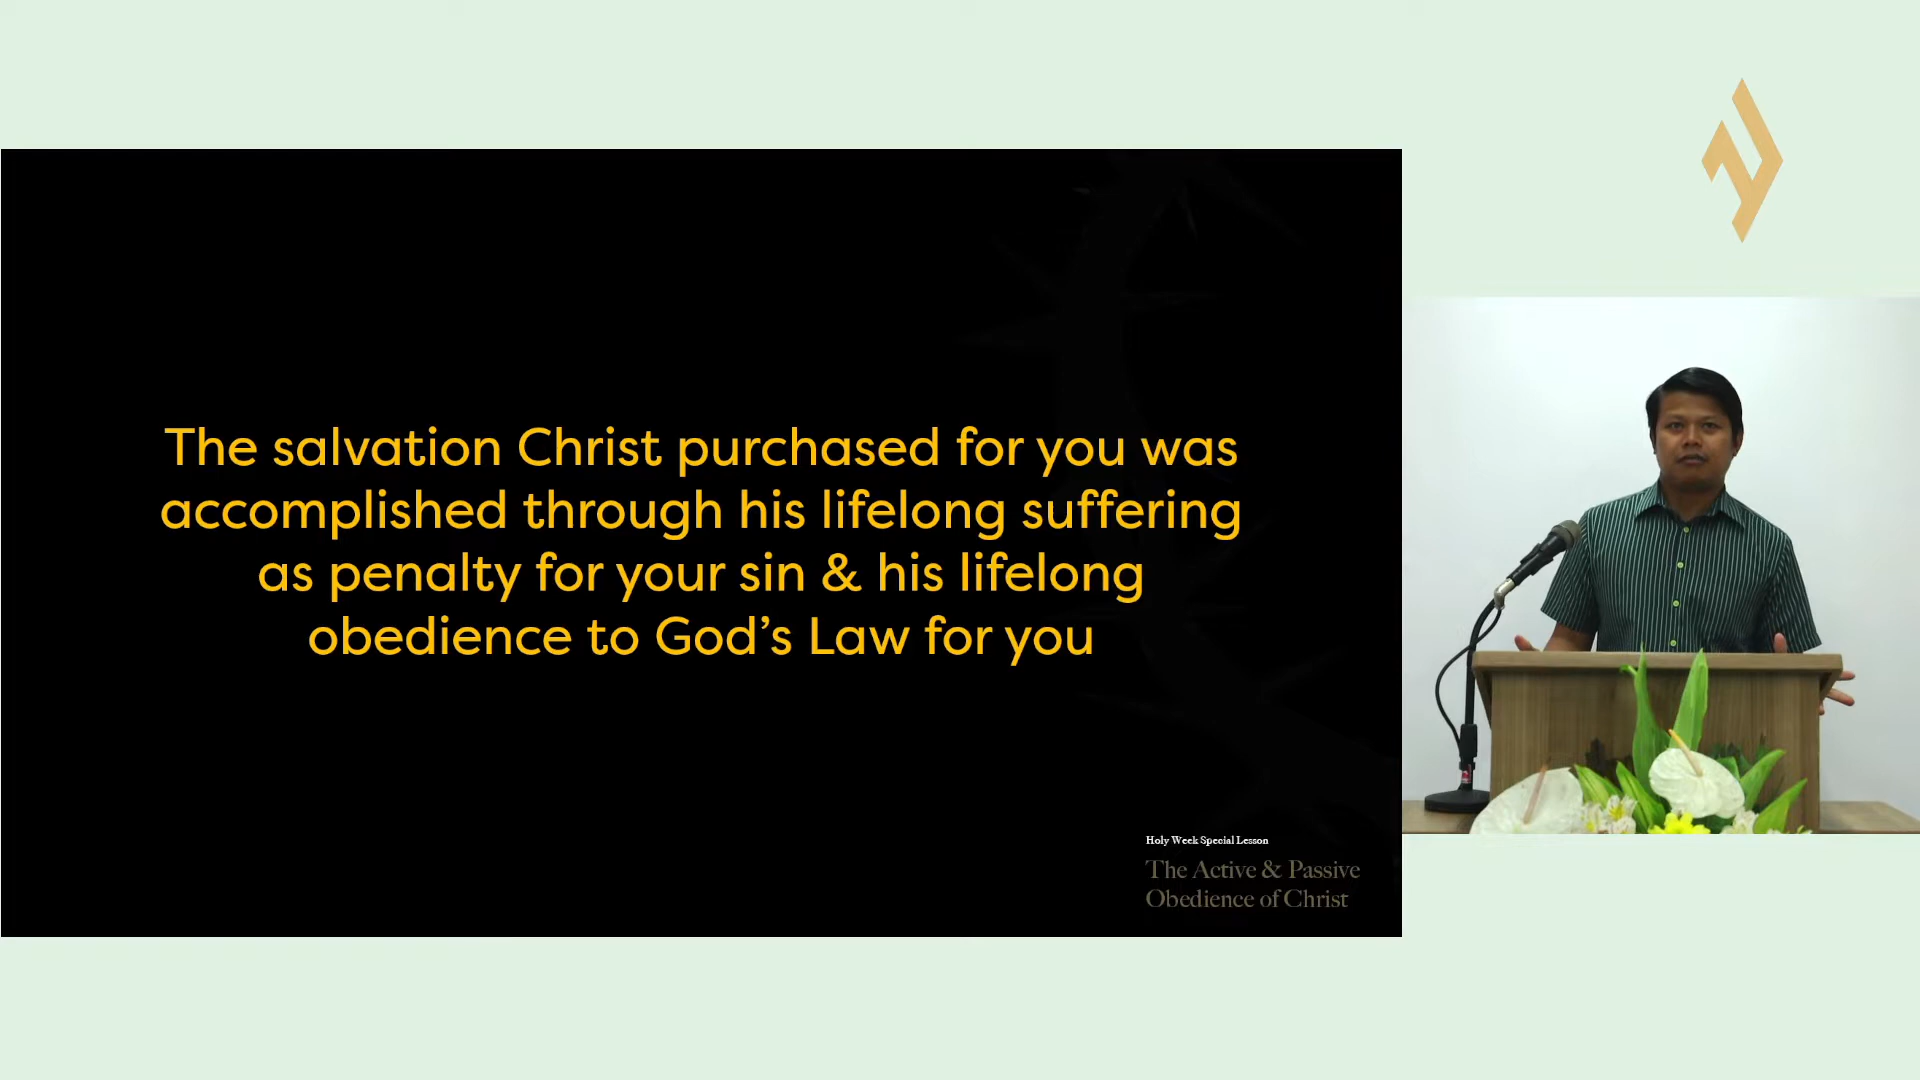 The salvation Christ purchased for you was
accomplished through his lifelong suffering
as penalty for your sin & his lifelong
obedience to God’s Law for you
Holy Week Special Lesson
The Active & Passive
Obedience of Christ